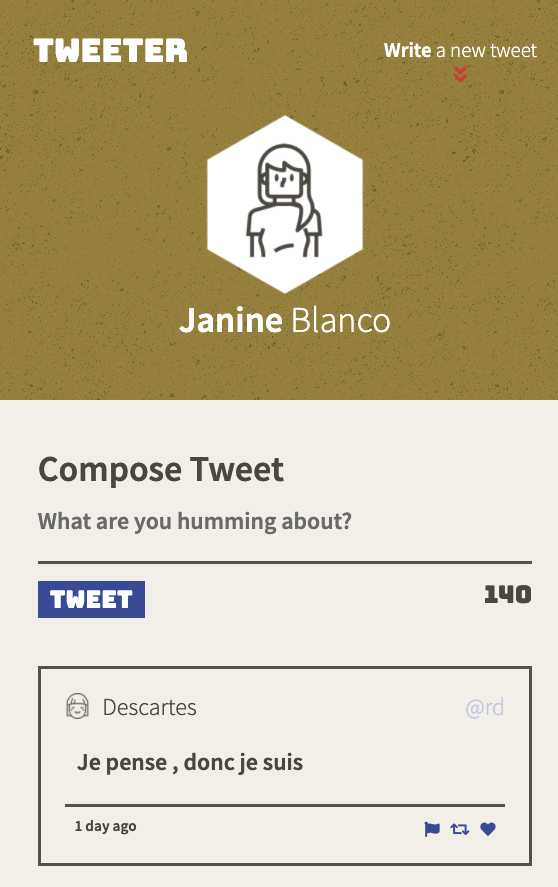 TWEETER
Write a new tweet
Janine Blanco
Compose Tweet
What are you humming about?
TWEET
140
Descartes
@rd
Je pense , donc je suis
1 day ago